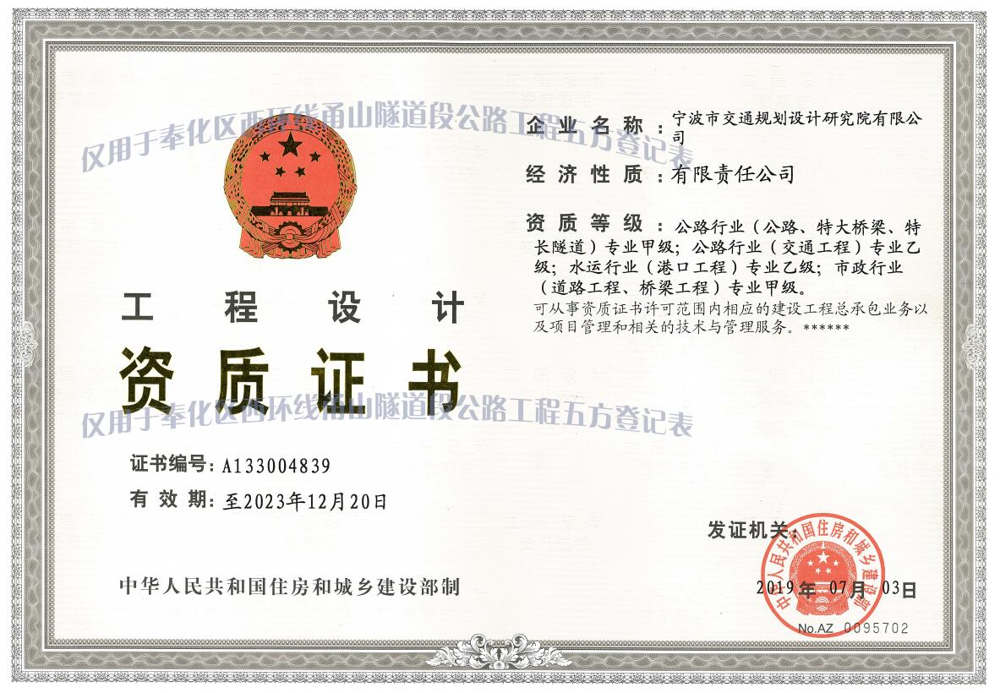 仅用于奉化区西环线甬山隧道段公路工程五方登记表
企业名称：宁波市交通规划设计研究院有限公
司
经济性质：有限责任公司
资质等级：公路行业（公路、特大桥梁、特
长隧道）专业甲级；公路行业（交通工程）专业乙
级；水运行业（港口工程）专业乙级；市政行业
（道路工程、桥梁工程）专业甲级。
可从事资质证书许可范围内相应的建设工程总承包业务以
及项目管理和相关的技术与管理服务。******
工程设计
资质证书
仅用于奉化区西环线甬山隧道段公路工程五方登记表
证书编号：A133004839
有效期：至2023年12月20日
中华人民共和国住房和城乡建设部制
发证机关：
中华人民共和国住房和城乡建设部
2019年07月03日
No.AZ 0095702